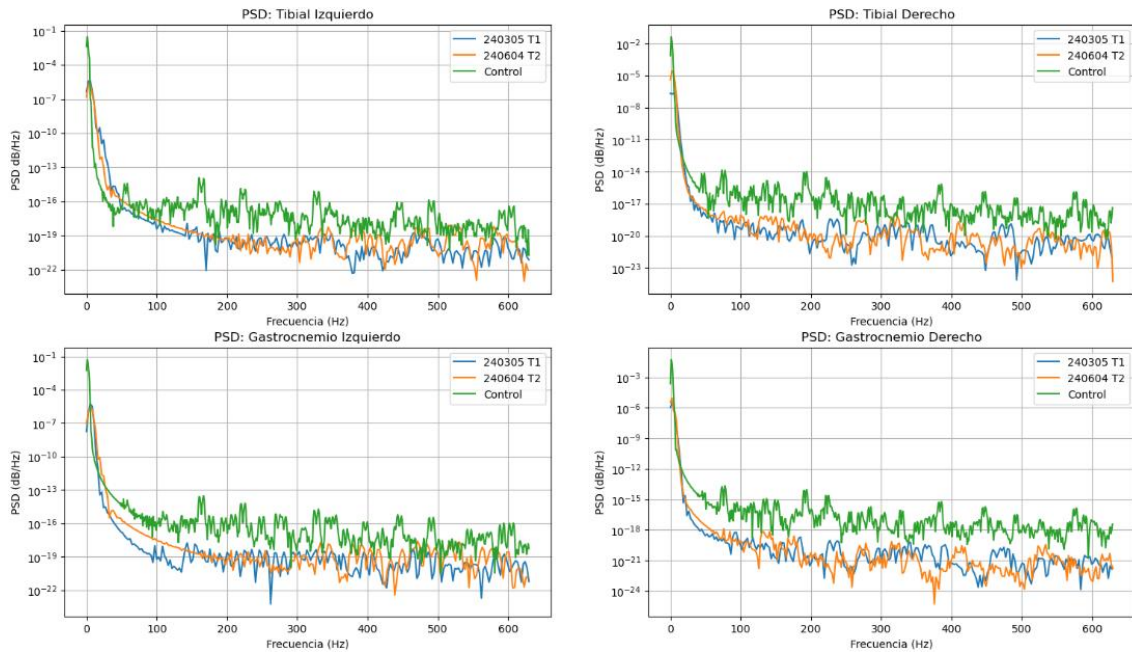 PSD: Tibial Izquierdo
10⁻¹
10⁻⁴
10⁻⁷
10⁻¹⁰
10⁻¹³
10⁻¹⁶
10⁻¹⁹
10⁻²²
PSD dB/Hz)
240305 T1
240604 T2
Control
0 100 200 300 400 500 600
Frecuencia (Hz)
PSD: Tibial Derecho
10⁻²
10⁻⁵
10⁻⁸
10⁻¹¹
10⁻¹⁴
10⁻¹⁷
10⁻²⁰
10⁻²³
PSD (dB/Hz)
240305 T1
240604 T2
Control
0 100 200 300 400 500 600
Frecuencia (Hz)
PSD: Gastrocnemio Izquierdo
10⁻¹
10⁻⁴
10⁻⁷
10⁻¹⁰
10⁻¹³
10⁻¹⁶
10⁻¹⁹
10⁻²²
PSD (dB/Hz)
240305 T1
240604 T2
Control
0 100 200 300 400 500 600
Frecuencia (Hz)
PSD: Gastrocnemio Derecho
10⁻³
10⁻⁶
10⁻⁹
10⁻¹²
10⁻¹⁵
10⁻¹⁸
10⁻²¹
10⁻²⁴
PSD (dB/Hz)
240305 T1
240604 T2
Control
0 100 200 300 400 500 600
Frecuencia (Hz)